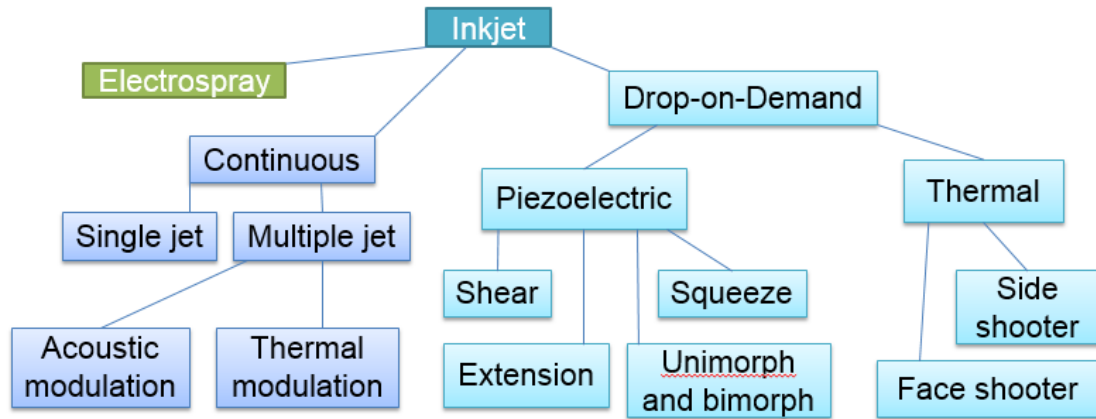 Inkjet
Electrospray
Drop-on-Demand
Continuous
Piezoelectric
Thermal
Single jet
Multiple jet
Shear
Squeeze
Side
shooter
Acoustic
modulation
Thermal
modulation
Extension
Unimorph
and bimorph
Face shooter